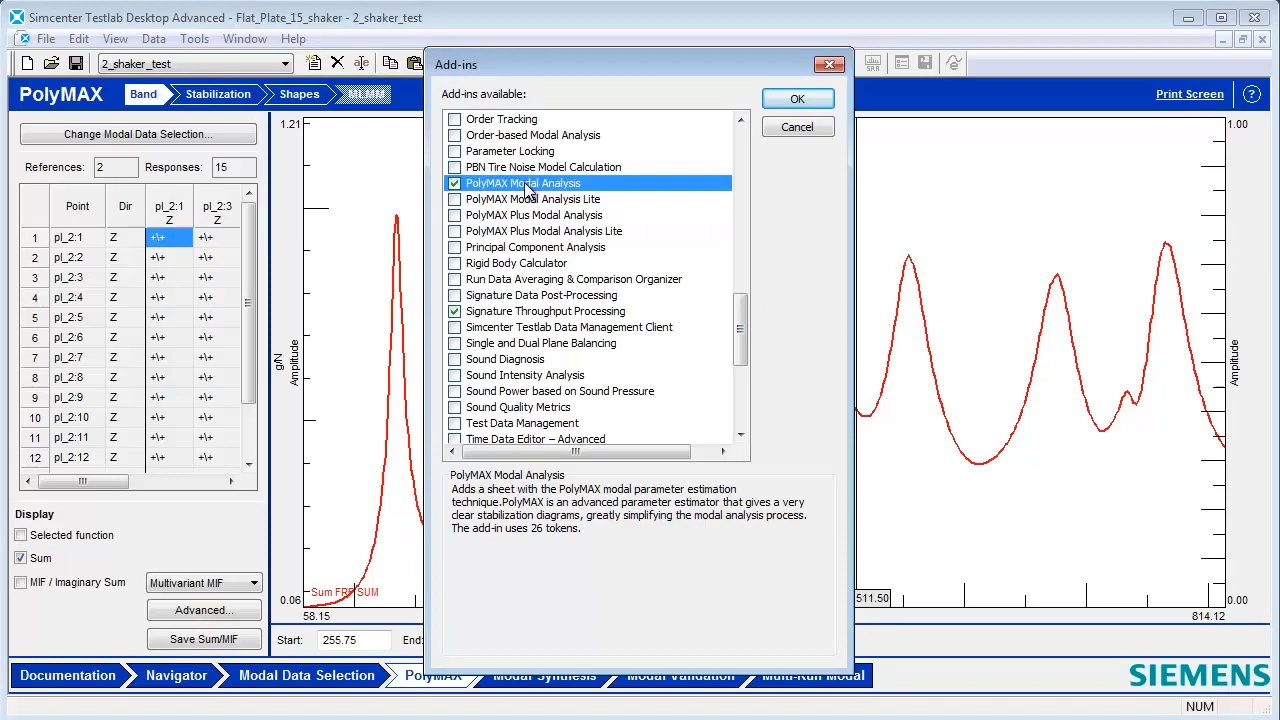 Simcenter Testlab Desktop Advanced - Flat_Plate_15_shaker - 2_shaker_test
File Edit View Data Tools Window Help
2_shaker_test
PolyMAX Band Stabilization Shapes Print Screen
Change Modal Data Selection...
References: 2 Responses: 15
Point Dir pl_2:1 Z pl_2:3 Z
1 pl_2:1 Z +\+ +\+
2 pl_2:2 Z +\+ +\+
3 pl_2:3 Z +\+ +\+
4 pl_2:4 Z +\+ +\+
5 pl_2:5 Z +\+ +\+
6 pl_2:6 Z +\+ +\+
7 pl_2:7 Z +\+ +\+
8 pl_2:8 Z +\+ +\+
9 pl_2:9 Z +\+ +\+
10 pl_2:10 Z +\+ +\+
11 pl_2:11 Z +\+ +\+
12 pl_2:12 Z +\+ +\+
Display
Selected function
Sum
MIF / Imaginary Sum Multivariant MIF
Advanced...
Save Sum/MIF
1.21
g/N
Amplitude
0.06
Sum FRF SUM
58.15
Start: 255.75 End:
Add-ins
Add-ins available:
OK
Cancel
Order Tracking
Order-based Modal Analysis
Parameter Locking
PBN Tire Noise Model Calculation
PolyMAX Modal Analysis
PolyMAX Modal Analysis Lite
PolyMAX Plus Modal Analysis
PolyMAX Plus Modal Analysis Lite
Principal Component Analysis
Rigid Body Calculator
Run Data Averaging & Comparison Organizer
Signature Data Post-Processing
Signature Throughput Processing
Simcenter Testlab Data Management Client
Single and Dual Plane Balancing
Sound Diagnosis
Sound Intensity Analysis
Sound Power based on Sound Pressure
Sound Quality Metrics
Test Data Management
Time Data Editor – Advanced
PolyMAX Modal Analysis
Adds a sheet with the PolyMAX modal parameter estimation
technique.PolyMAX is an advanced parameter estimator that gives a very
clear stabilization diagrams, greatly simplifying the modal analysis process.
The add-in uses 26 tokens.
1.00
Amplitude
0.00
511.50
814.12
Documentation Navigator Modal Data Selection PolyMAX Modal Synthesis Modal Validation Multi-Run Modal
SIEMENS
NUM